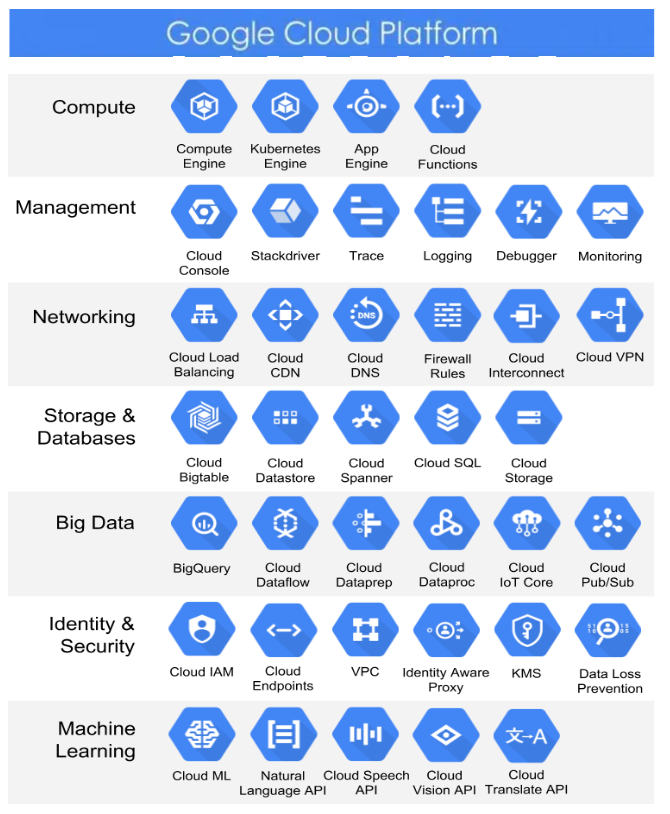 Google Cloud Platform
Compute
Compute Engine
Kubernetes Engine
App Engine
Cloud Functions
Management
Cloud Console
Stackdriver
Trace
Logging
Debugger
Monitoring
Networking
Cloud Load Balancing
Cloud CDN
DNS
Cloud DNS
Firewall Rules
Cloud Interconnect
Cloud VPN
Storage & Databases
Cloud Bigtable
Cloud Datastore
Cloud Spanner
Cloud SQL
Cloud Storage
Big Data
BigQuery
Cloud Dataflow
Cloud Dataprep
Cloud Dataproc
Cloud IoT Core
Cloud Pub/Sub
Identity & Security
Cloud IAM
Cloud Endpoints
VPC
Identity Aware Proxy
KMS
Data Loss Prevention
Machine Learning
Cloud ML
Natural Language API
Cloud Speech API
Cloud Vision API
文→A
Cloud Translate API